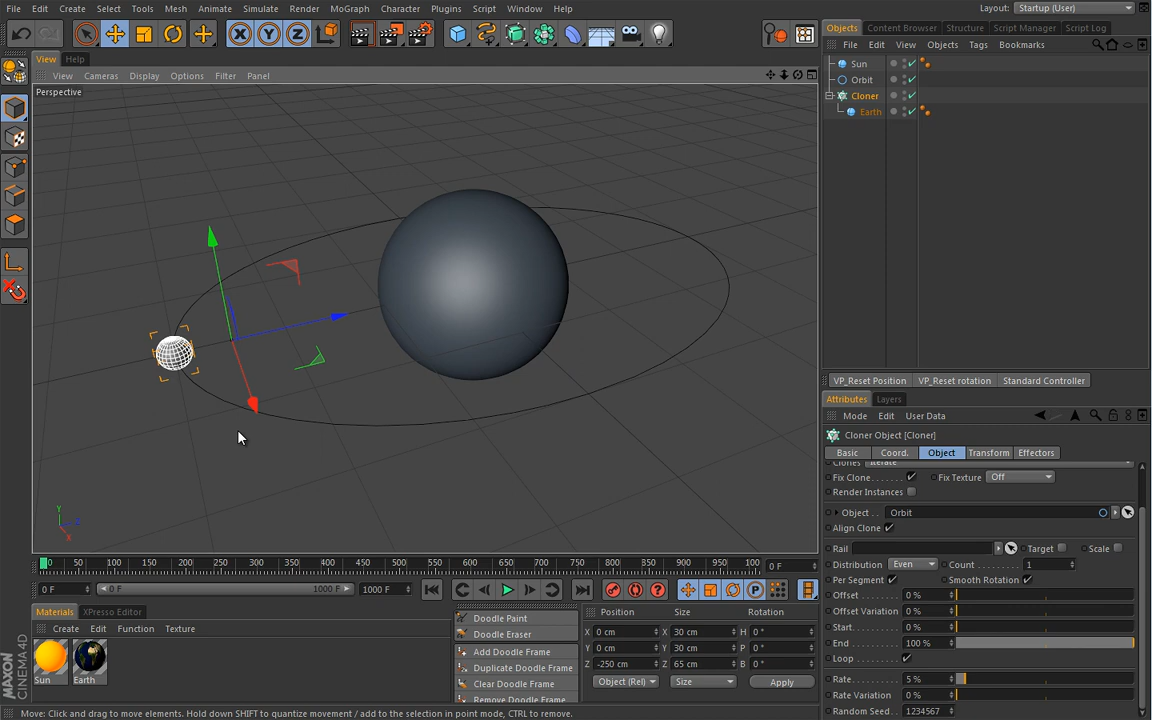 File Edit Create Select Tools Mesh Animate Simulate Render MoGraph Character Plugins Script Window Help Layout: Startup (User)
X Y Z
Objects Content Browser Structure Script Manager Script Log
View Help
File Edit View Objects Tags Bookmarks
View Cameras Display Options Filter Panel
Sun
Perspective
Orbit
Cloner
Earth
VP_Reset Position VP_Reset rotation Standard Controller
Attributes Layers
Mode Edit User Data
Cloner Object [Cloner]
Basic Coord. Object Transform Effectors
Clones Iterate
Fix Clone Fix Texture Off
Render Instances
Object Orbit
Align Clone
Rail Target Scale
Distribution Even Count 1
Per Segment Smooth Rotation
Offset 0 %
Offset Variation 0 %
Start 0 %
End 100 %
Loop
Rate 5 %
Rate Variation 0 %
Random Seed 1234567
Y
Z
X
0 50 100 150 200 250 300 350 400 450 500 550 600 650 700 750 800 850 900 950 100 0 F
0 F 0 F 1000 F 1000 F
P
Materials XPresso Editor
Create Edit Function Texture
Sun Earth
Doodle Paint
Doodle Eraser
Add Doodle Frame
Duplicate Doodle Frame
Clear Doodle Frame
Remove Doodle Frame
Position Size Rotation
X 0 cm X 30 cm H 0 °
Y 0 cm Y 30 cm P 0 °
Z -250 cm Z 65 cm B 0 °
Object (Rel) Size Apply
MAXON
CINEMA 4D
Move: Click and drag to move elements. Hold down SHIFT to quantize movement / add to the selection in point mode, CTRL to remove.